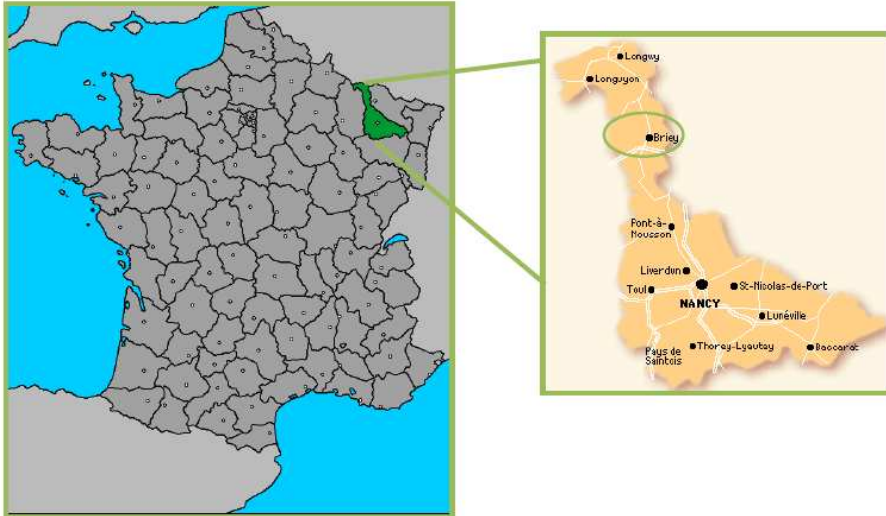 Longwy
Longuyon
Briey
Pont-à-
Mousson
Liverdun
St-Nicolas-de-Port
Toul
NANCY
Lunéville
Thorey-Lyautey
Baccarat
Pays de
Saintois